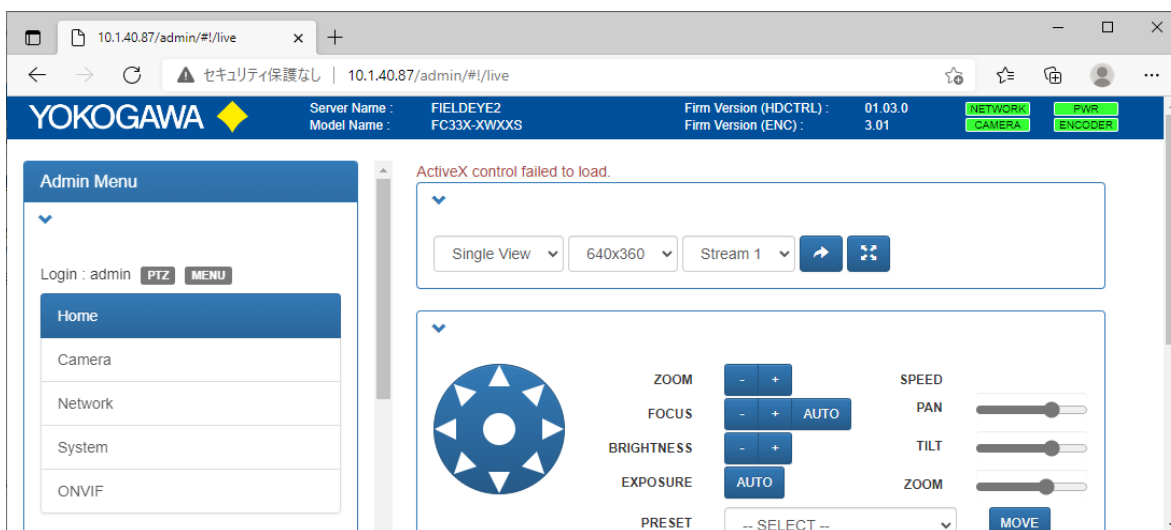 10.1.40.87/admin/#!/live
セキュリティ保護なし | 10.1.40.87/admin/#!/live
YOKOGAWA
Server Name : FIELDEYE2
Model Name : FC33X-XWXXS
Firm Version (HDCTRL) : 01.03.0
Firm Version (ENC) : 3.01
NETWORK PWR
CAMERA ENCODER
Admin Menu
Login : admin PTZ MENU
Home
Camera
Network
System
ONVIF
ActiveX control failed to load.
Single View 640x360 Stream 1
ZOOM - + SPEED
FOCUS - + AUTO PAN
BRIGHTNESS - + TILT
EXPOSURE AUTO ZOOM
PRESET -- SELECT -- MOVE